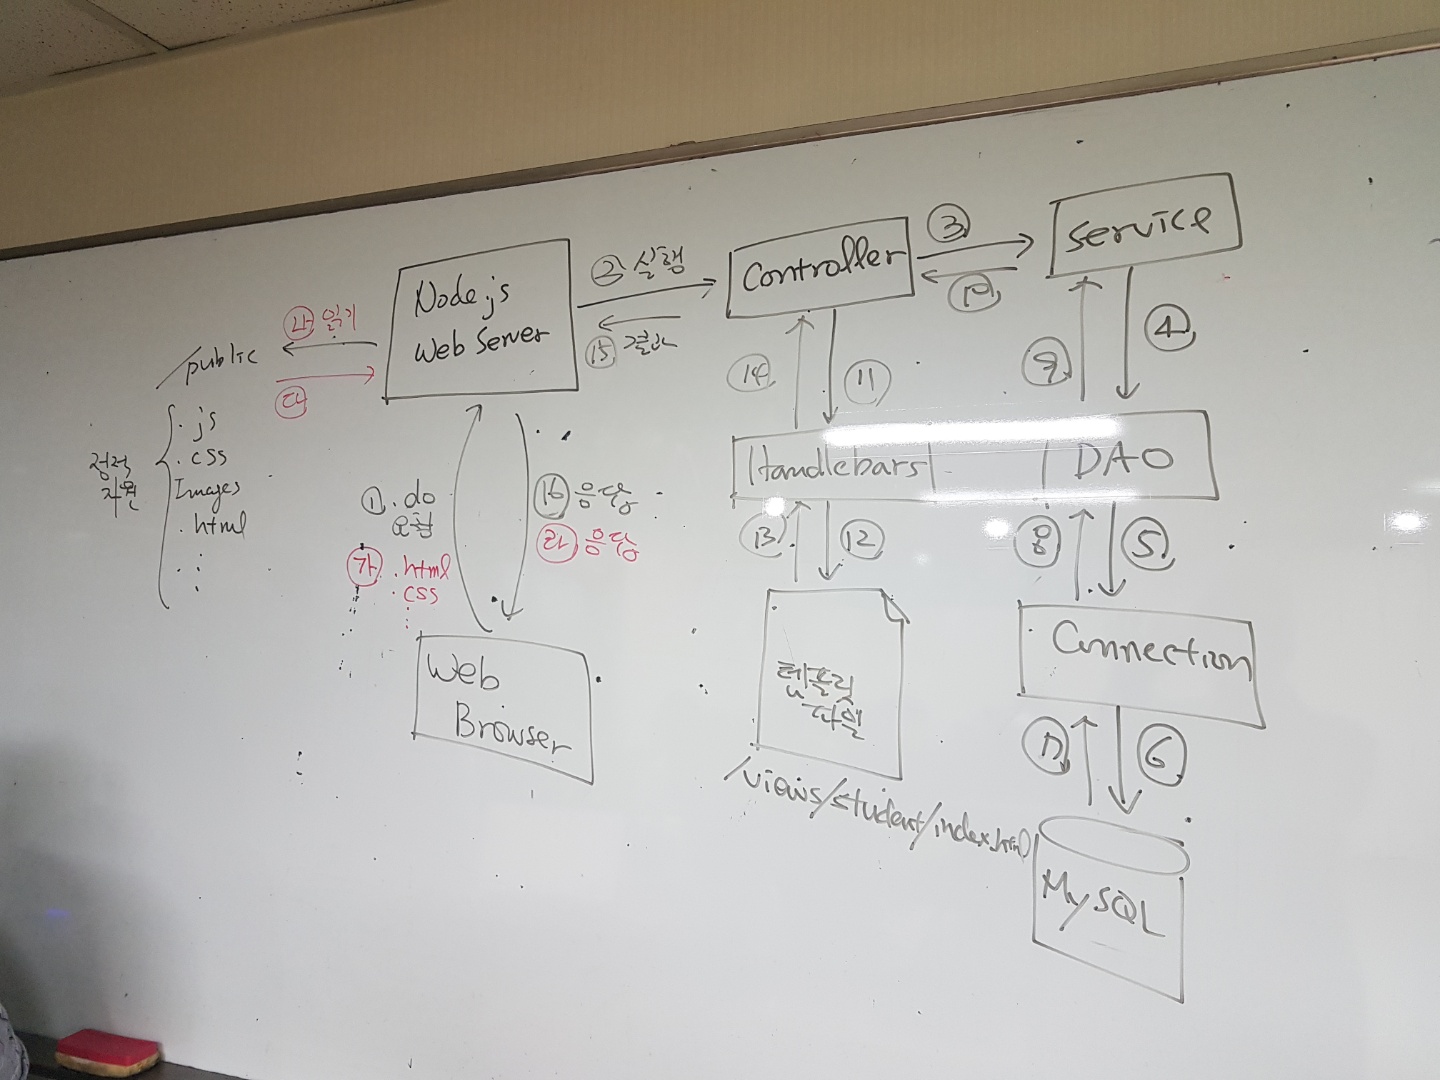 Node.js
Web Server
② 실행
⑮ 결과
Controller
③
⑩
Service
④
⑨
나 읽기
다
/public
정적
자원
. js
. css
Images
. html
① .do
요청
가 .html
.css
⑯ 응답
라 응답
Web
Browser
⑭
⑪
Handlebars
⑬
⑫
템플릿
파일
/views/student/index.html
DAO
⑧
⑤
Connection
⑦
⑥
MySQL